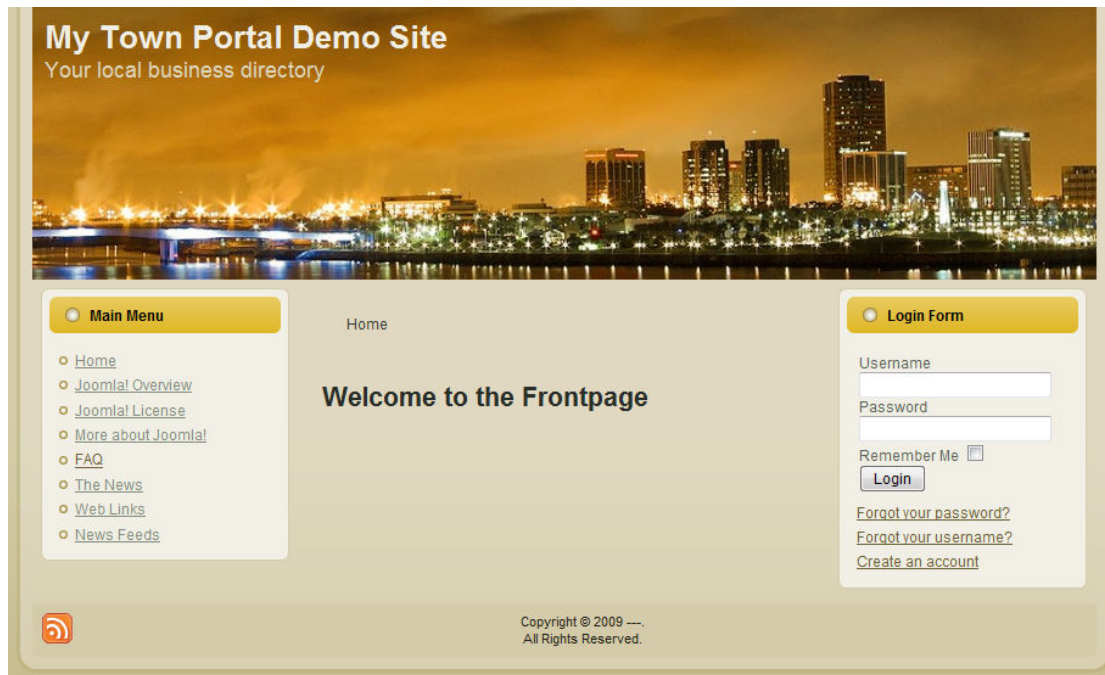 My Town Portal Demo Site
Your local business directory
Main Menu
Home
Joomla! Overview
Joomla! License
More about Joomla!
FAQ
The News
Web Links
News Feeds
Home
Welcome to the Frontpage
Login Form
Username
Password
Remember Me
Login
Forgot your password?
Forgot your username?
Create an account
Copyright © 2009 ---.
All Rights Reserved.